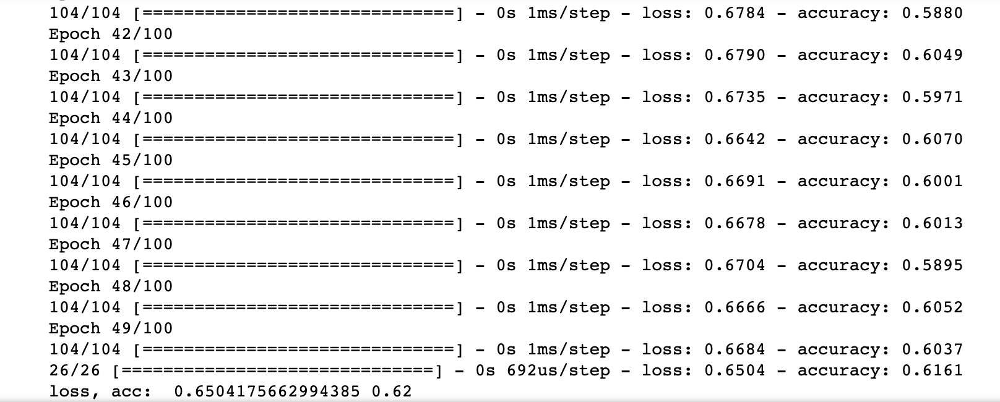 104/104 [==============================] - 0s 1ms/step - loss: 0.6784 - accuracy: 0.5880
Epoch 42/100
104/104 [==============================] - 0s 1ms/step - loss: 0.6790 - accuracy: 0.6049
Epoch 43/100
104/104 [==============================] - 0s 1ms/step - loss: 0.6735 - accuracy: 0.5971
Epoch 44/100
104/104 [==============================] - 0s 1ms/step - loss: 0.6642 - accuracy: 0.6070
Epoch 45/100
104/104 [==============================] - 0s 1ms/step - loss: 0.6691 - accuracy: 0.6001
Epoch 46/100
104/104 [==============================] - 0s 1ms/step - loss: 0.6678 - accuracy: 0.6013
Epoch 47/100
104/104 [==============================] - 0s 1ms/step - loss: 0.6704 - accuracy: 0.5895
Epoch 48/100
104/104 [==============================] - 0s 1ms/step - loss: 0.6666 - accuracy: 0.6052
Epoch 49/100
104/104 [==============================] - 0s 1ms/step - loss: 0.6684 - accuracy: 0.6037
26/26 [==============================] - 0s 692us/step - loss: 0.6504 - accuracy: 0.6161
loss, acc:  0.6504175662994385 0.62